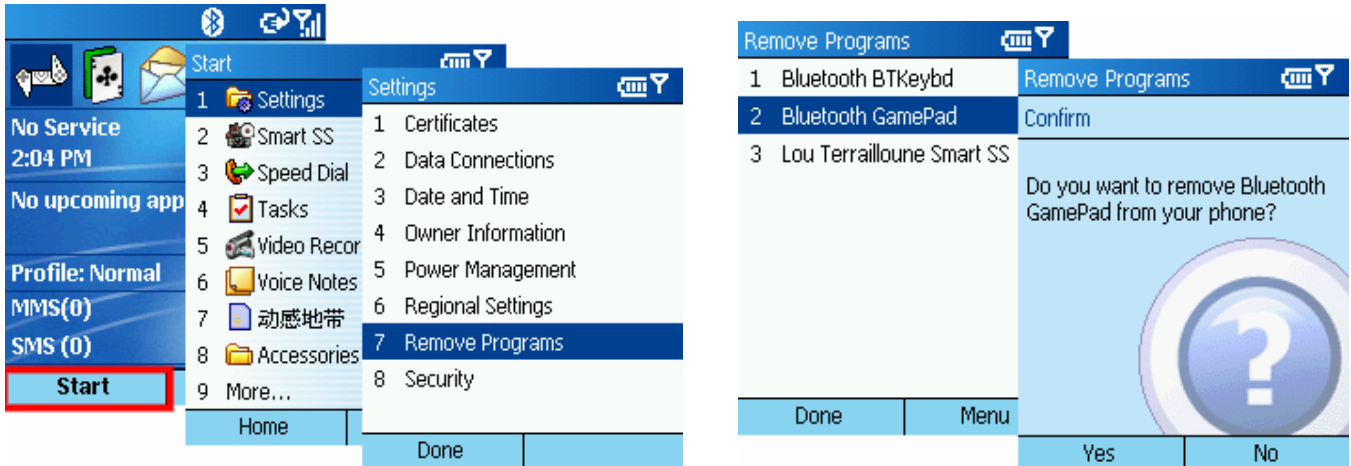 No Service
2:04 PM
No upcoming app
Profile: Normal
MMS(0)
SMS (0)
Start
Start
1 Settings
2 Smart SS
3 Speed Dial
4 Tasks
5 Video Recor
6 Voice Notes
7 动感地带
8 Accessories
9 More...
Home
Settings
1 Certificates
2 Data Connections
3 Date and Time
4 Owner Information
5 Power Management
6 Regional Settings
7 Remove Programs
8 Security
Done
Remove Programs
1 Bluetooth BTKeybd
2 Bluetooth GamePad
3 Lou Terrailloune Smart SS
Done Menu
Remove Programs
Confirm
Do you want to remove Bluetooth
GamePad from your phone?
Yes No